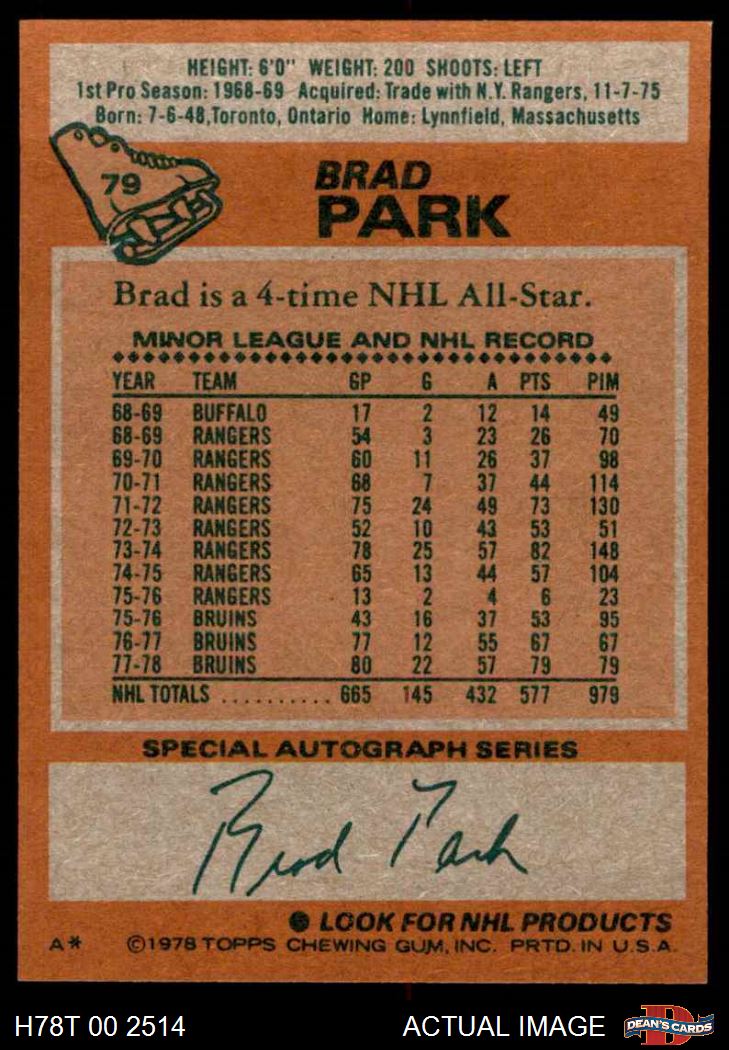 HEIGHT: 6'0" WEIGHT: 200 SHOOTS: LEFT
1st Pro Season: 1968-69 Acquired: Trade with N.Y. Rangers, 11-7-75
Born: 7-6-48, Toronto, Ontario Home: Lynnfield, Massachusetts
79
BRAD
PARK
Brad is a 4-time NHL All-Star.
MINOR LEAGUE AND NHL RECORD
YEAR TEAM GP G A PTS PIM
68-69 BUFFALO 17 2 12 14 49
68-69 RANGERS 54 3 23 26 70
69-70 RANGERS 60 11 26 37 98
70-71 RANGERS 68 7 37 44 114
71-72 RANGERS 75 24 49 73 130
72-73 RANGERS 52 10 43 53 51
73-74 RANGERS 78 25 57 82 148
74-75 RANGERS 65 13 44 57 104
75-76 RANGERS 13 2 4 6 23
75-76 BRUINS 43 16 37 53 95
76-77 BRUINS 77 12 55 67 67
77-78 BRUINS 80 22 57 79 79
NHL TOTALS .......... 665 145 432 577 979
SPECIAL AUTOGRAPH SERIES
Brad Park
LOOK FOR NHL PRODUCTS
A* ©1978 TOPPS CHEWING GUM, INC. PRTD. IN U.S.A.
H78T 00 2514 ACTUAL IMAGE DEAN'S CARDS